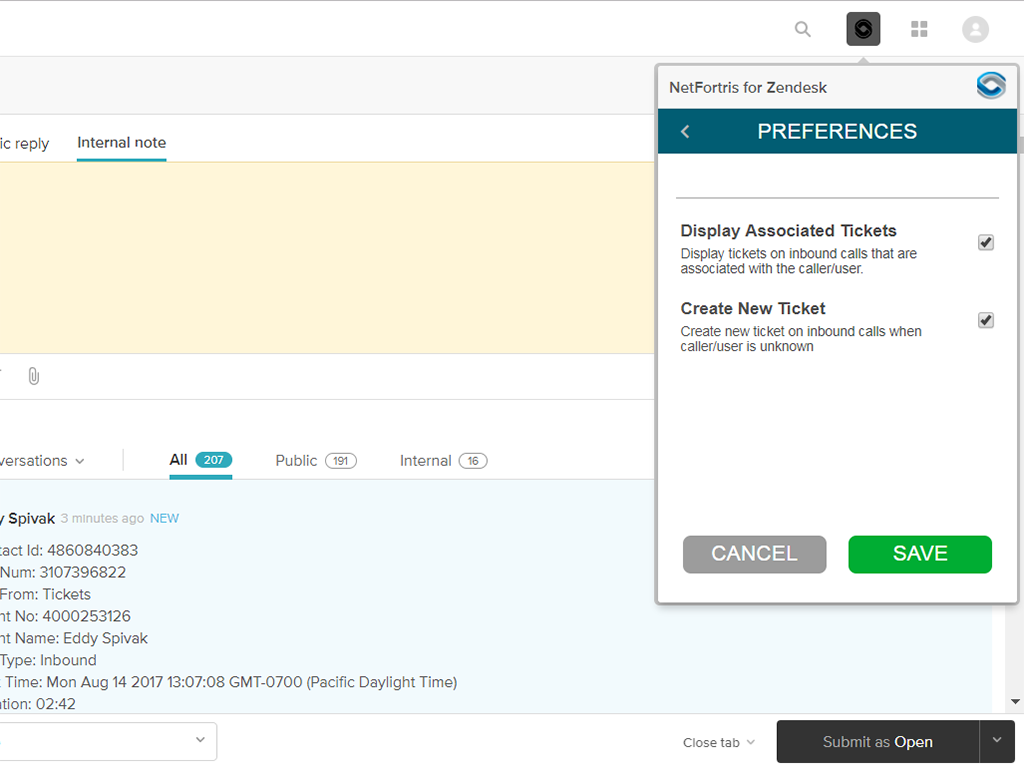 NetFortris for Zendesk
PREFERENCES
ic reply
Internal note
Display Associated Tickets
Display tickets on inbound calls that are
associated with the caller/user.
Create New Ticket
Create new ticket on inbound calls when
caller/user is unknown
CANCEL
SAVE
versations
All 207
Public 191
Internal 16
y Spivak 3 minutes ago NEW
tact Id: 4860840383
Num: 3107396822
From: Tickets
nt No: 4000253126
nt Name: Eddy Spivak
Type: Inbound
Time: Mon Aug 14 2017 13:07:08 GMT-0700 (Pacific Daylight Time)
ation: 02:42
Close tab
Submit as Open